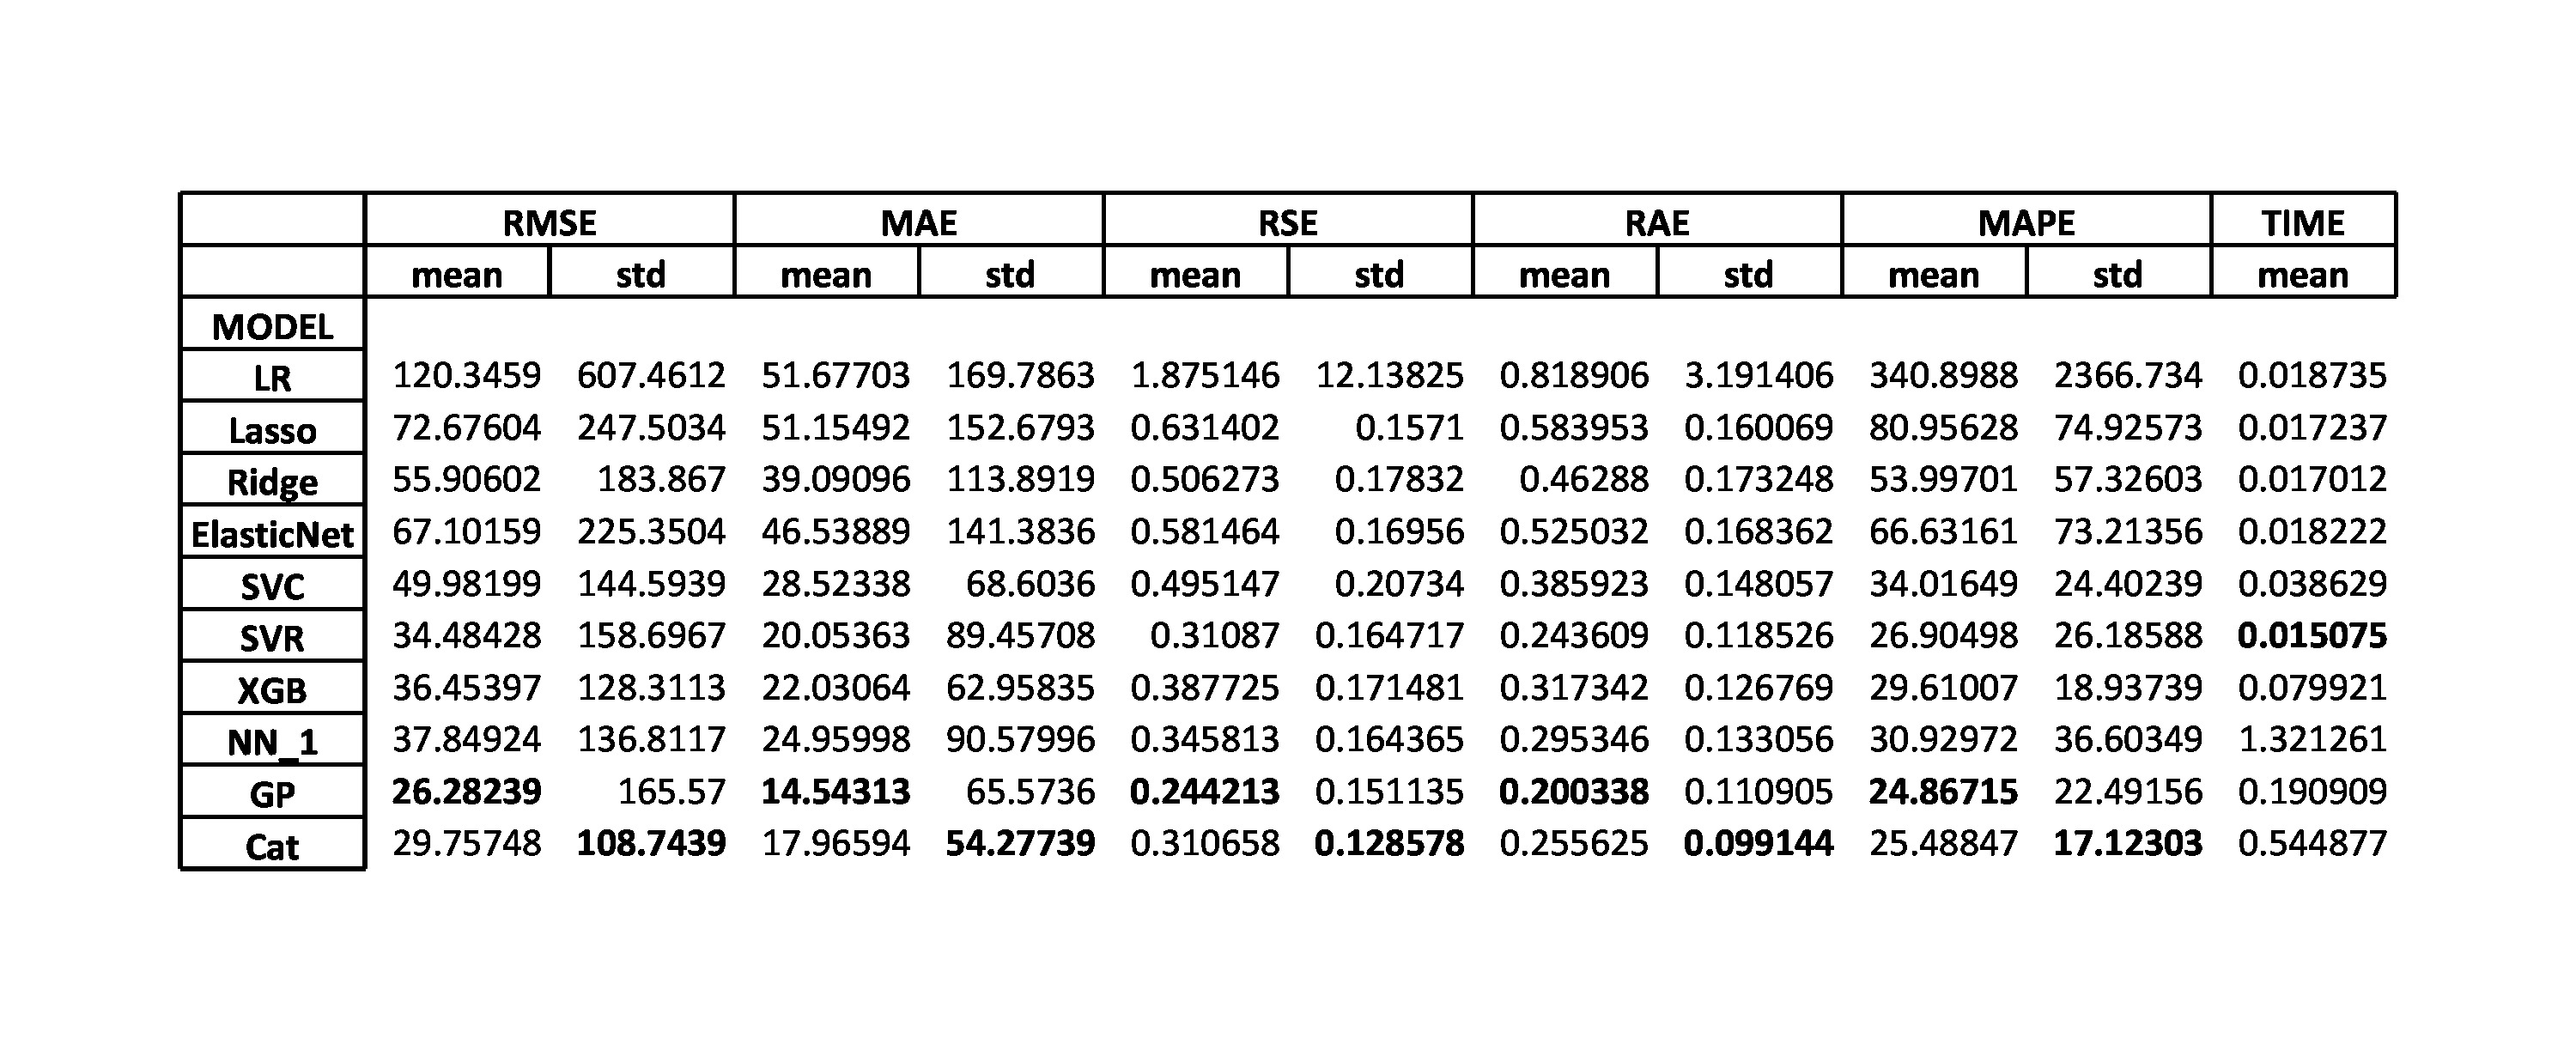 RMSE MAE RSE RAE MAPE TIME
mean std mean std mean std mean std mean std mean
MODEL
LR 120.3459 607.4612 51.67703 169.7863 1.875146 12.13825 0.818906 3.191406 340.8988 2366.734 0.018735
Lasso 72.67604 247.5034 51.15492 152.6793 0.631402 0.1571 0.583953 0.160069 80.95628 74.92573 0.017237
Ridge 55.90602 183.867 39.09096 113.8919 0.506273 0.17832 0.46288 0.173248 53.99701 57.32603 0.017012
ElasticNet 67.10159 225.3504 46.53889 141.3836 0.581464 0.16956 0.525032 0.168362 66.63161 73.21356 0.018222
SVC 49.98199 144.5939 28.52338 68.6036 0.495147 0.20734 0.385923 0.148057 34.01649 24.40239 0.038629
SVR 34.48428 158.6967 20.05363 89.45708 0.31087 0.164717 0.243609 0.118526 26.90498 26.18588 0.015075
XGB 36.45397 128.3113 22.03064 62.95835 0.387725 0.171481 0.317342 0.126769 29.61007 18.93739 0.079921
NN_1 37.84924 136.8117 24.95998 90.57996 0.345813 0.164365 0.295346 0.133056 30.92972 36.60349 1.321261
GP 26.28239 165.57 14.54313 65.5736 0.244213 0.151135 0.200338 0.110905 24.86715 22.49156 0.190909
Cat 29.75748 108.7439 17.96594 54.27739 0.310658 0.128578 0.255625 0.099144 25.48847 17.12303 0.544877